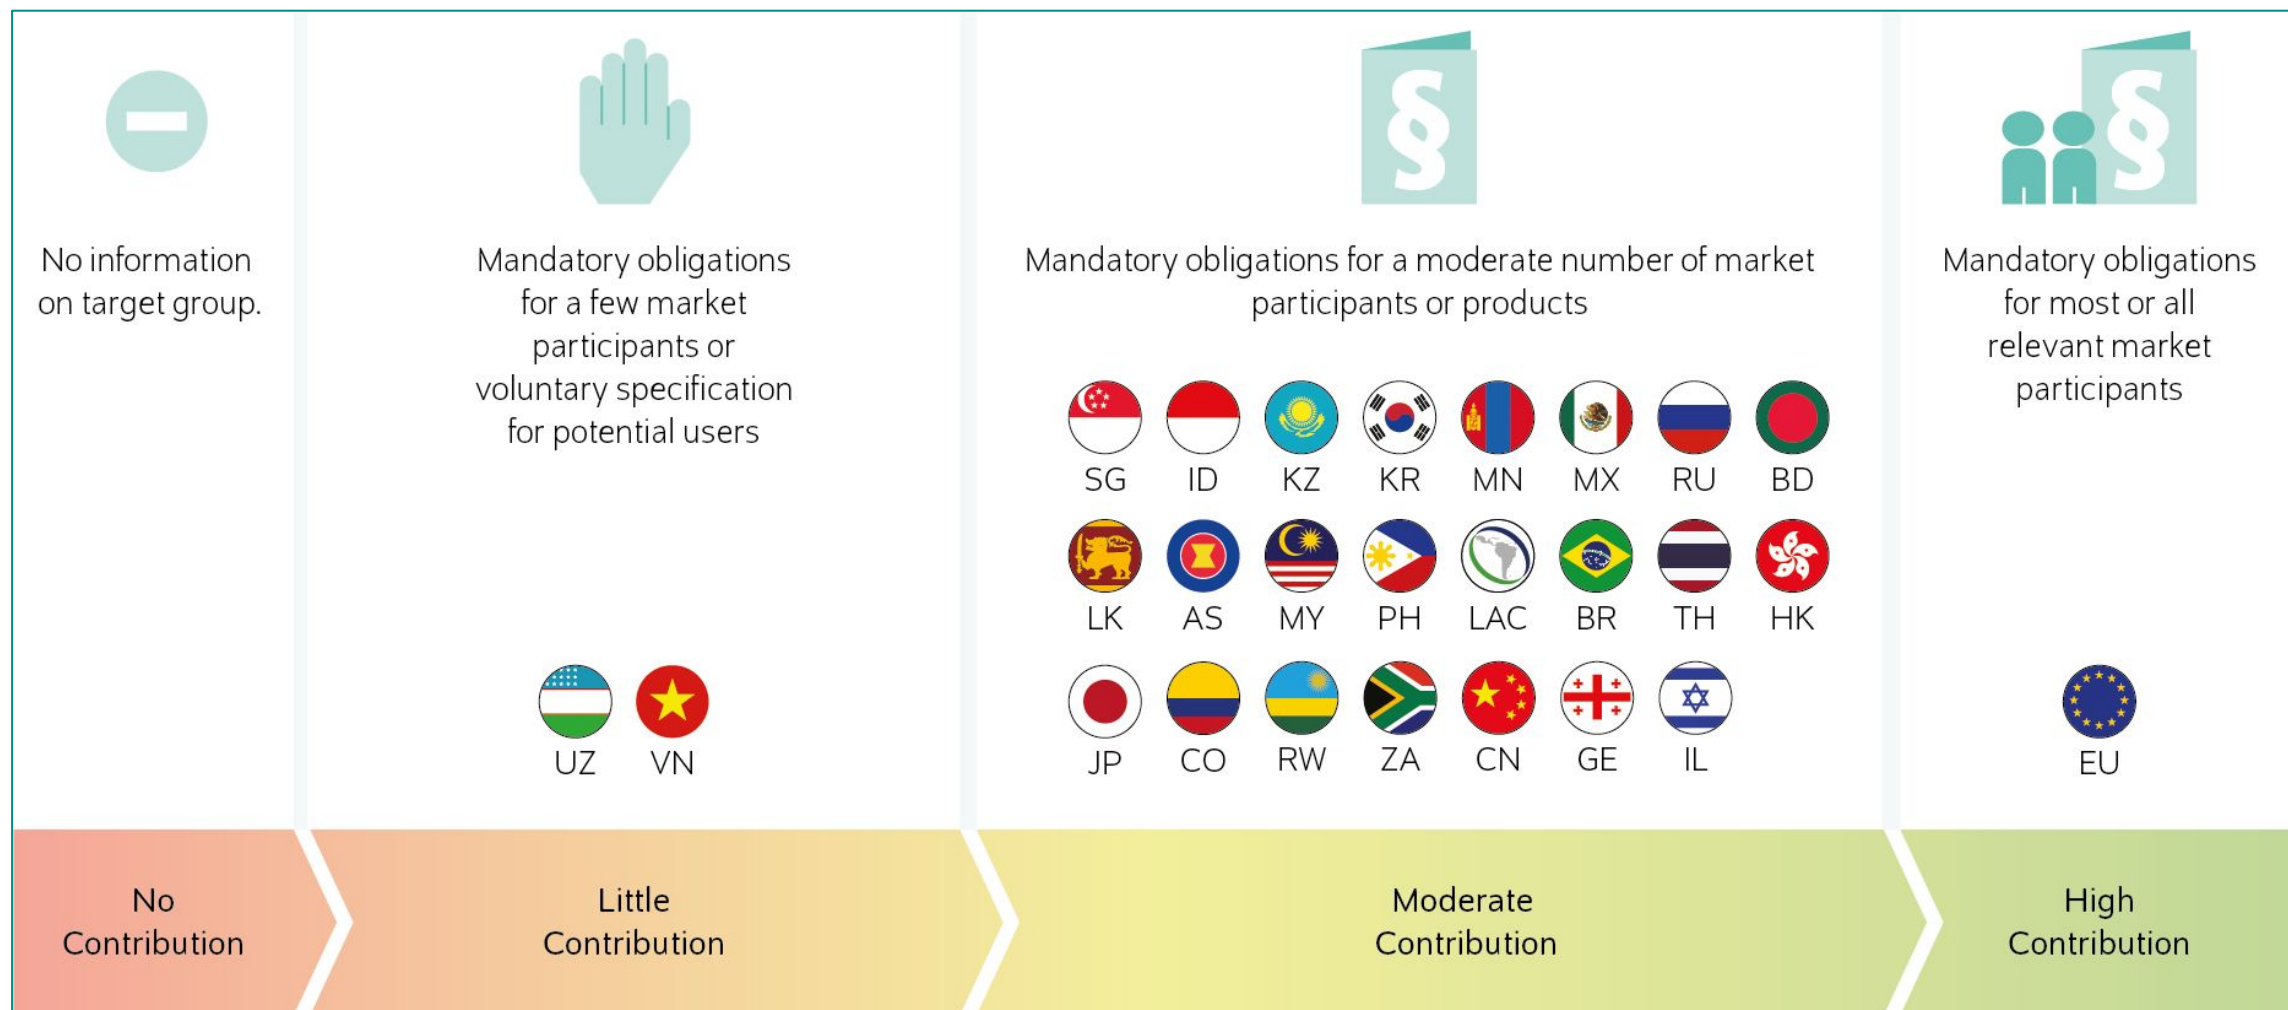 No information
on target group.
Mandatory obligations
for a few market
participants or
voluntary specification
for potential users
UZ VN
§
Mandatory obligations for a moderate number of market
participants or products
SG ID KZ KR MN MX RU BD
LK AS MY PH LAC BR TH HK
JP CO RW ZA CN GE IL
§
Mandatory obligations
for most or all
relevant market
participants
EU
No
Contribution
Little
Contribution
Moderate
Contribution
High
Contribution